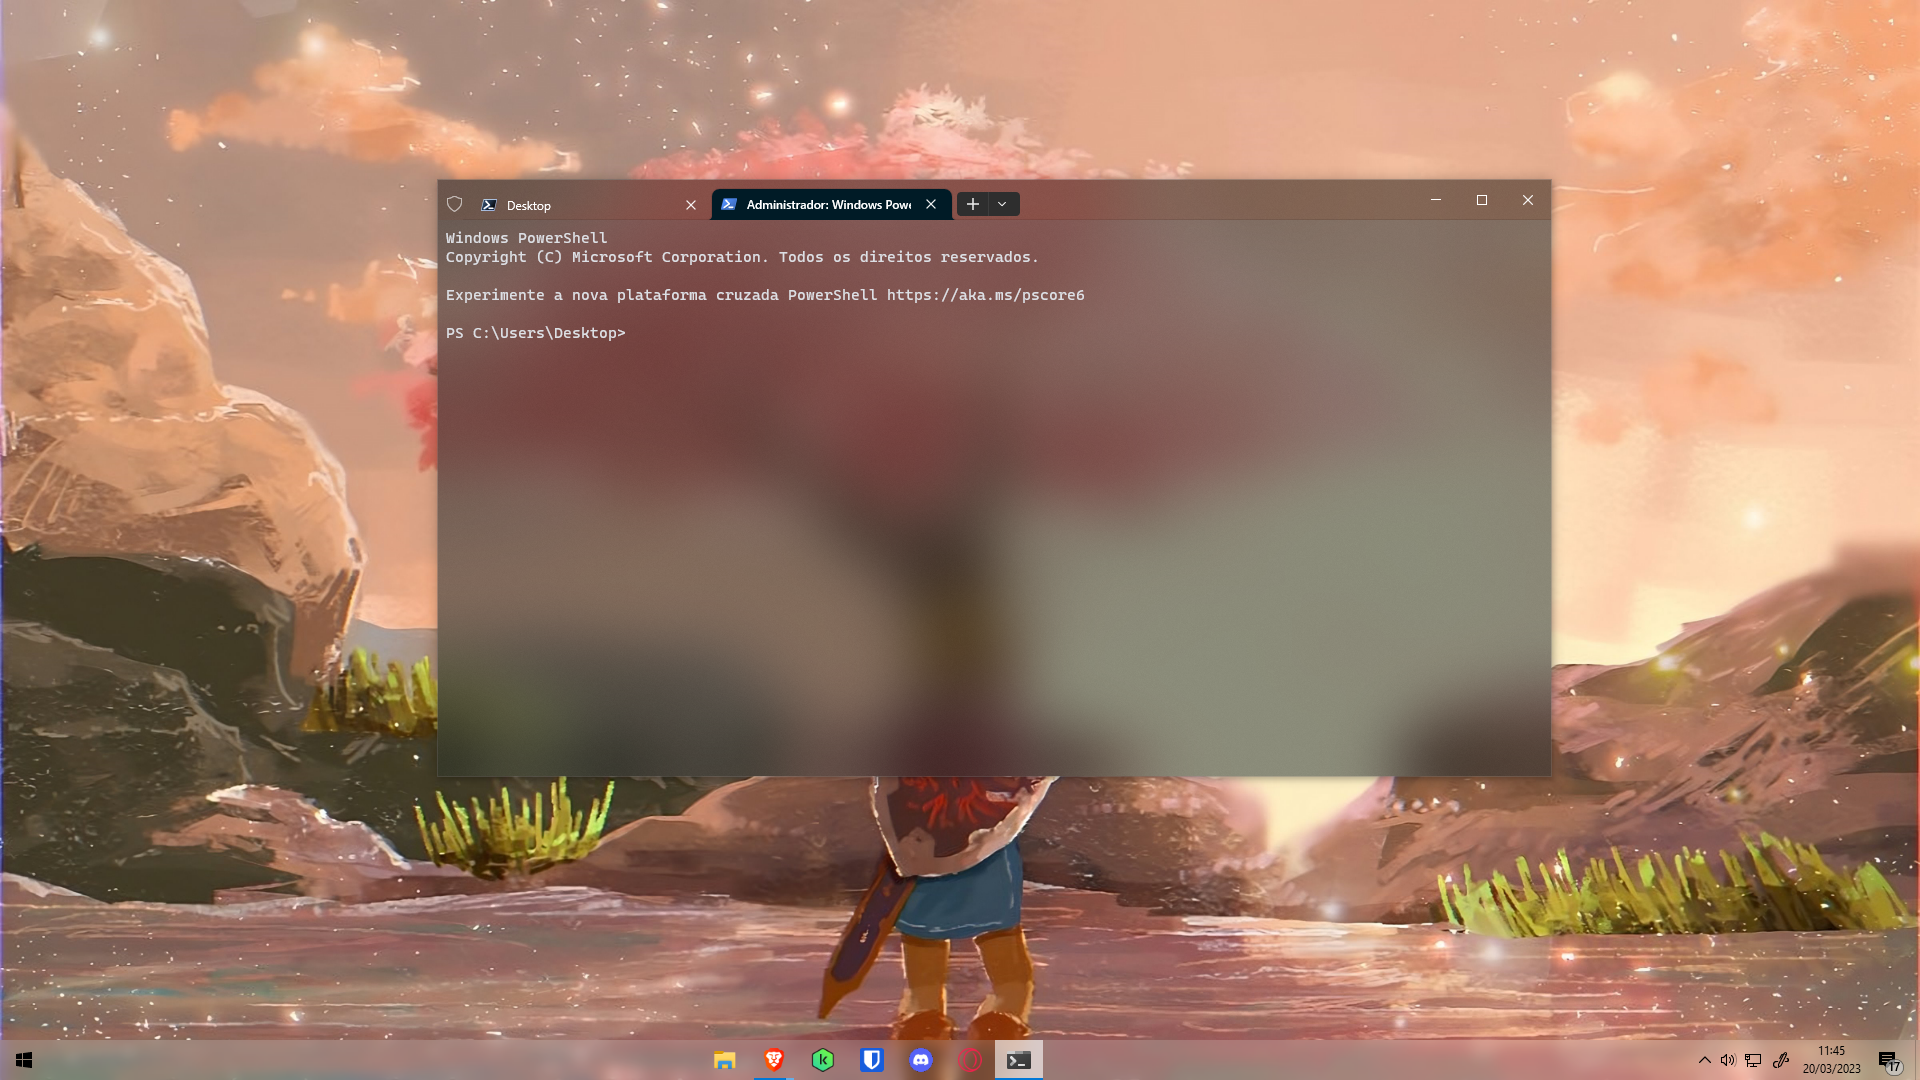 Desktop
Administrador: Windows Pow
Windows PowerShell
Copyright (C) Microsoft Corporation. Todos os direitos reservados.
Experimente a nova plataforma cruzada PowerShell https://aka.ms/pscore6
PS C:\Users\Desktop>
11:45
20/03/2023
17